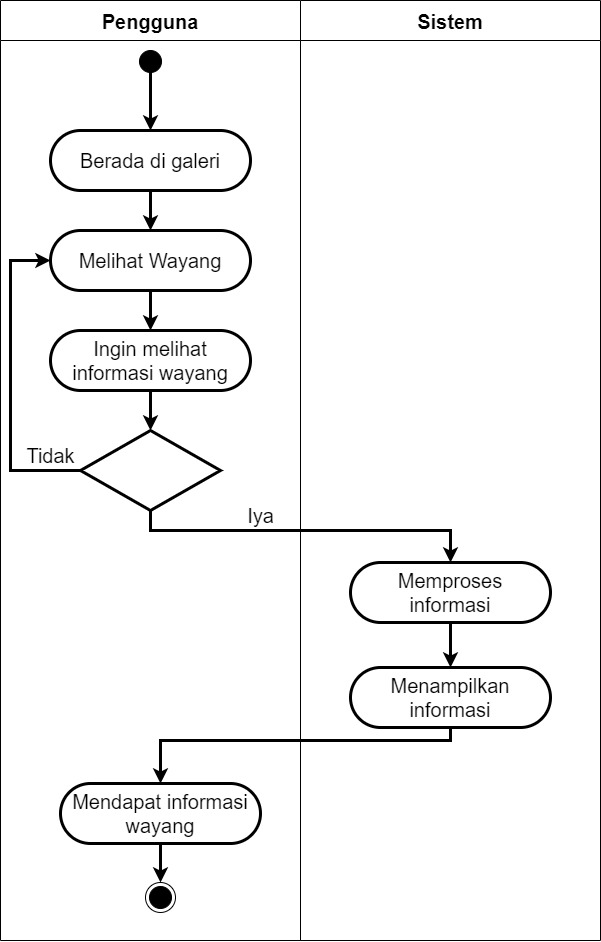 Pengguna
Sistem
Berada di galeri
Melihat Wayang
Ingin melihat
informasi wayang
Tidak
Iya
Memproses
informasi
Menampilkan
informasi
Mendapat informasi
wayang